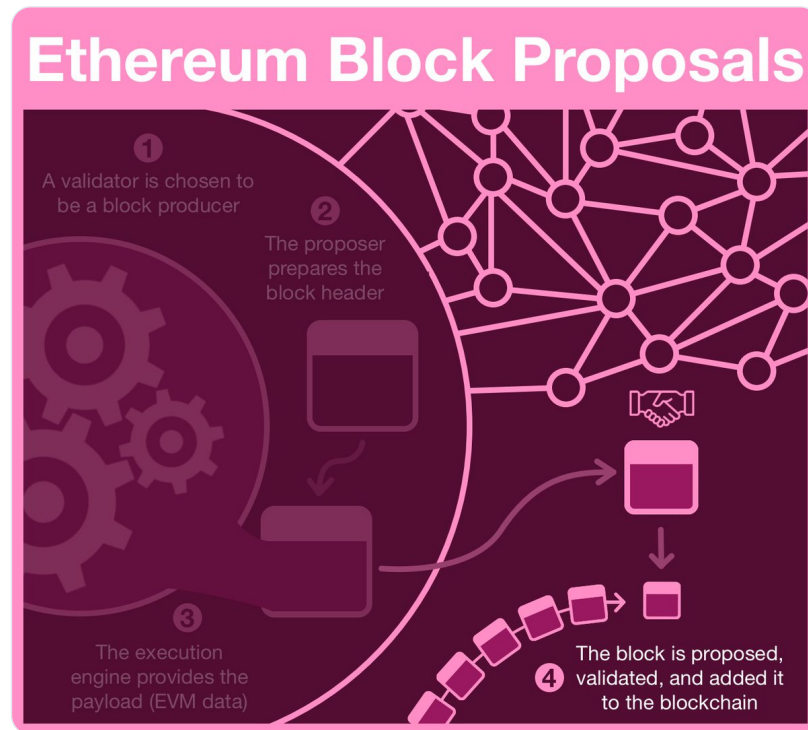 Ethereum Block Proposals
1
A validator is chosen to
be a block producer
2
The proposer
prepares the
block header
3
The execution
engine provides the
payload (EVM data)
4
The block is proposed,
validated, and added it
to the blockchain